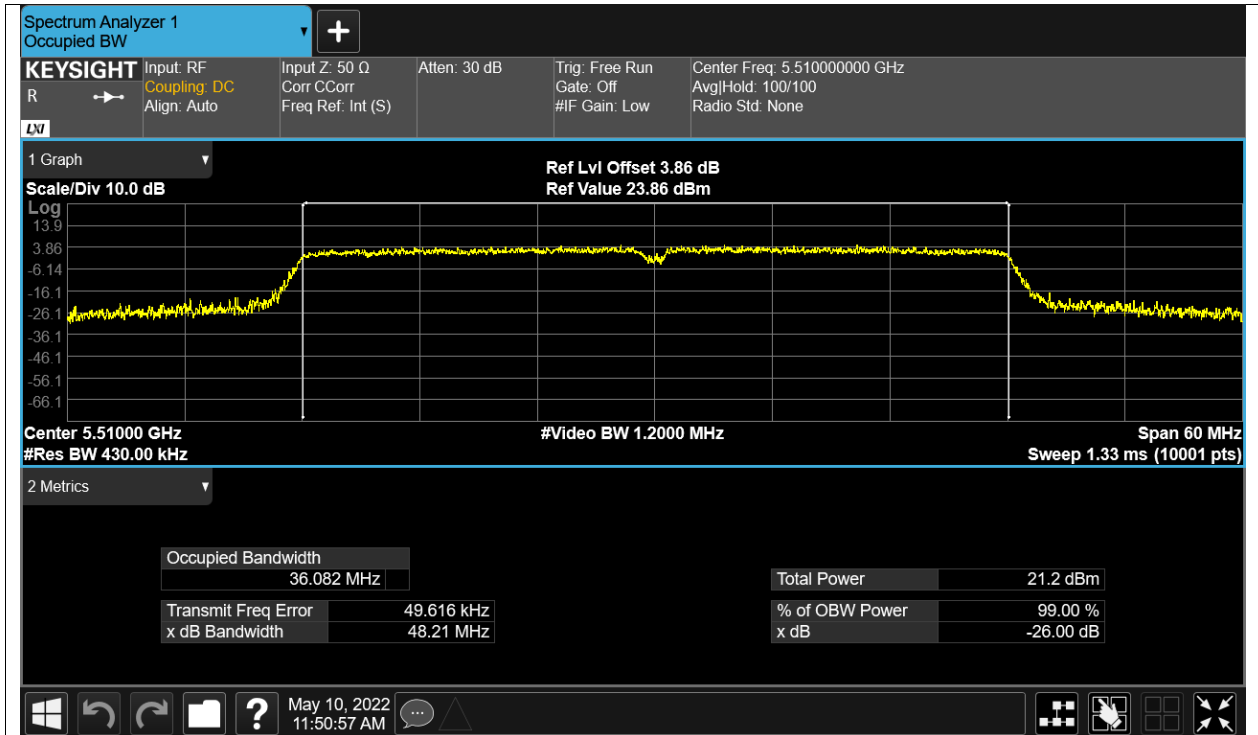 Spectrum Analyzer 1
Occupied BW
+
KEYSIGHT
R
LXI
Input: RF
Coupling: DC
Align: Auto
Input Z: 50 Ω
Corr CCorr
Freq Ref: Int (S)
Atten: 30 dB
Trig: Free Run
Gate: Off
#IF Gain: Low
Center Freq: 5.510000000 GHz
Avg|Hold: 100/100
Radio Std: None
1 Graph
Ref Lvl Offset 3.86 dB
Scale/Div 10.0 dB
Ref Value 23.86 dBm
Log
13.9
3.86
-6.14
-16.1
-26.1
-36.1
-46.1
-56.1
-66.1
Center 5.51000 GHz
#Video BW 1.2000 MHz
Span 60 MHz
#Res BW 430.00 kHz
Sweep 1.33 ms (10001 pts)
2 Metrics
Occupied Bandwidth
36.082 MHz
Total Power 21.2 dBm
Transmit Freq Error 49.616 kHz
% of OBW Power 99.00 %
x dB Bandwidth 48.21 MHz
x dB -26.00 dB
?
May 10, 2022
11:50:57 AM